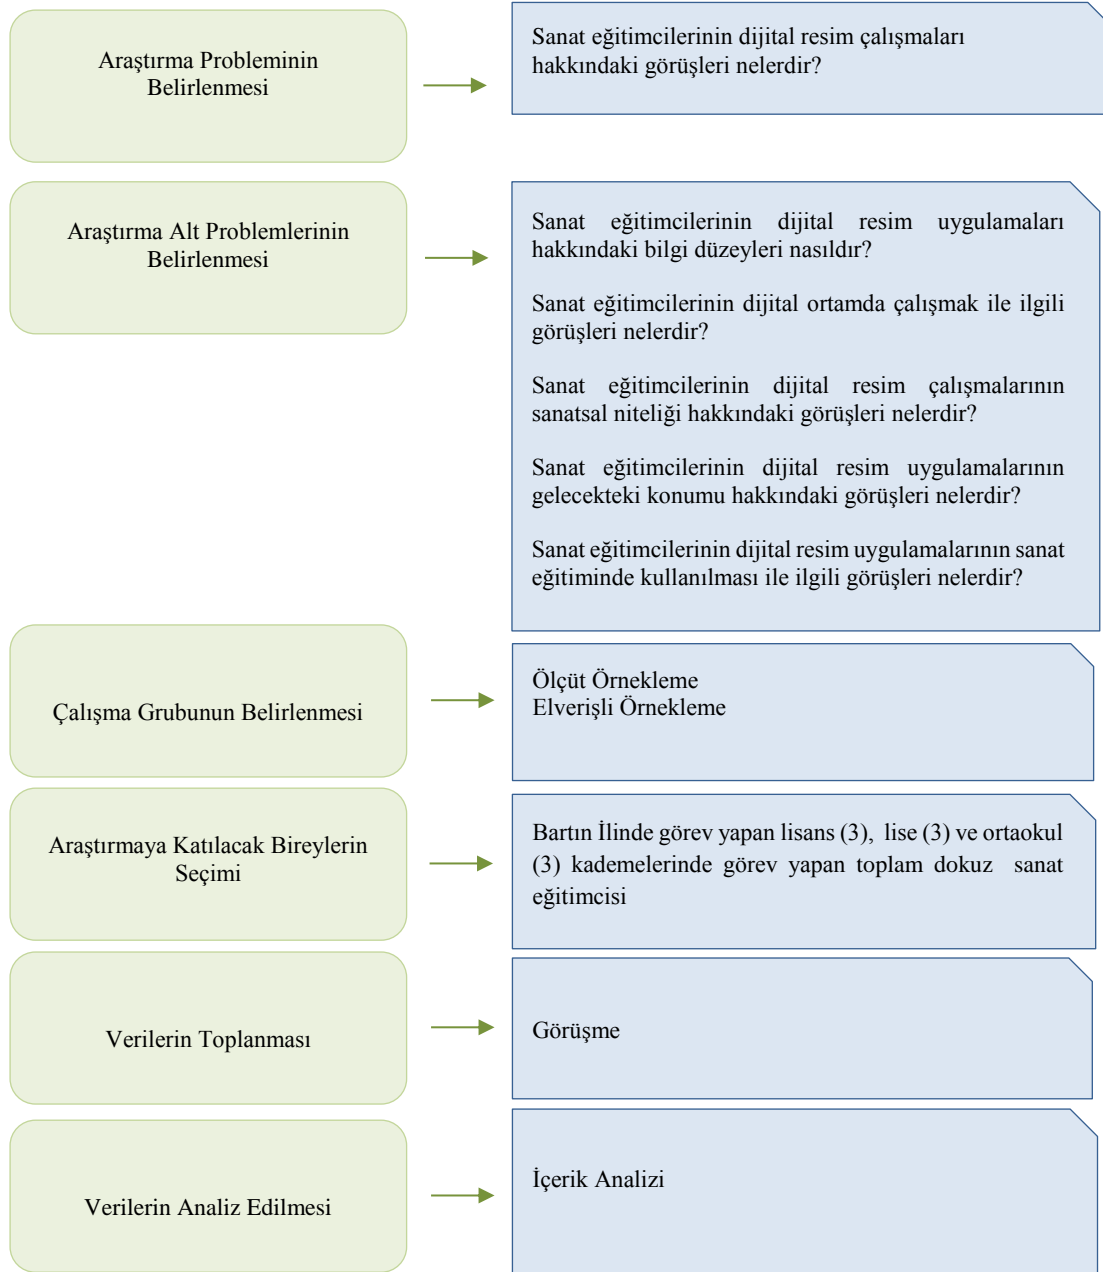 Araştırma Probleminin
Belirlenmesi
Sanat eğitimcilerinin dijital resim çalışmaları
hakkındaki görüşleri nelerdir?
Araştırma Alt Problemlerinin
Belirlenmesi
Sanat eğitimcilerinin dijital resim uygulamaları
hakkındaki bilgi düzeyleri nasıldır?
Sanat eğitimcilerinin dijital ortamda çalışmak ile ilgili
görüşleri nelerdir?
Sanat eğitimcilerinin dijital resim çalışmalarının
sanatsal niteliği hakkındaki görüşleri nelerdir?
Sanat eğitimcilerinin dijital resim uygulamalarının
gelecekteki konumu hakkındaki görüşleri nelerdir?
Sanat eğitimcilerinin dijital resim uygulamalarının sanat
eğitiminde kullanılması ile ilgili görüşleri nelerdir?
Çalışma Grubunun Belirlenmesi
Ölçüt Örnekleme
Elverişli Örnekleme
Araştırmaya Katılacak Bireylerin
Seçimi
Bartın İlinde görev yapan lisans (3), lise (3) ve ortaokul
(3) kademelerinde görev yapan toplam dokuz sanat
eğitimcisi
Verilerin Toplanması
Görüşme
Verilerin Analiz Edilmesi
İçerik Analizi